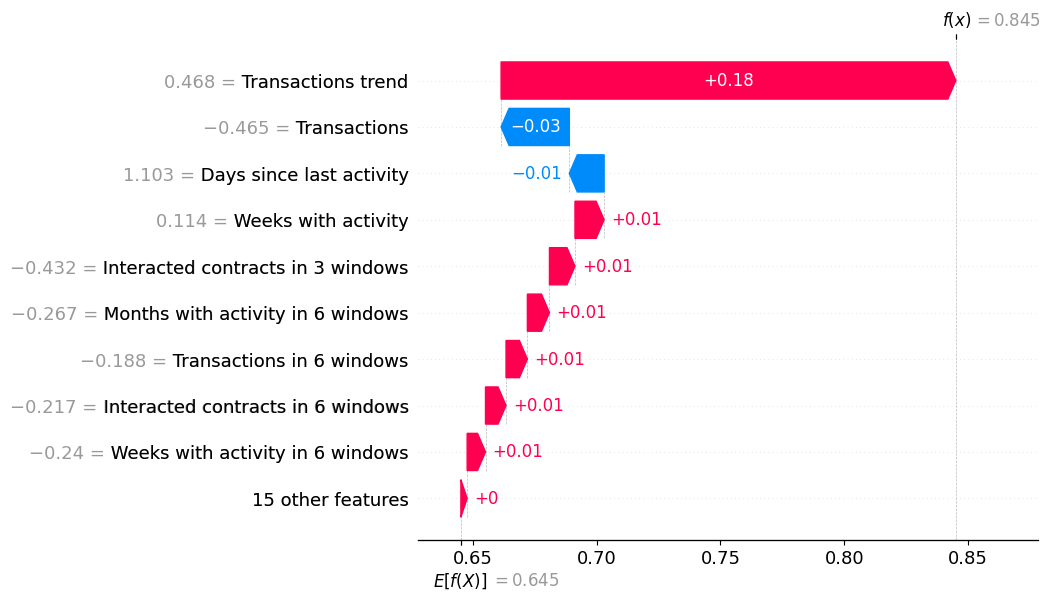 f(x) = 0.845
0.468 = Transactions trend
+0.18
−0.465 = Transactions
−0.03
1.103 = Days since last activity
−0.01
0.114 = Weeks with activity
+0.01
−0.432 = Interacted contracts in 3 windows
+0.01
−0.267 = Months with activity in 6 windows
+0.01
−0.188 = Transactions in 6 windows
+0.01
−0.217 = Interacted contracts in 6 windows
+0.01
−0.24 = Weeks with activity in 6 windows
+0.01
15 other features
+0
0.65 0.70 0.75 0.80 0.85
E[f(X)] = 0.645